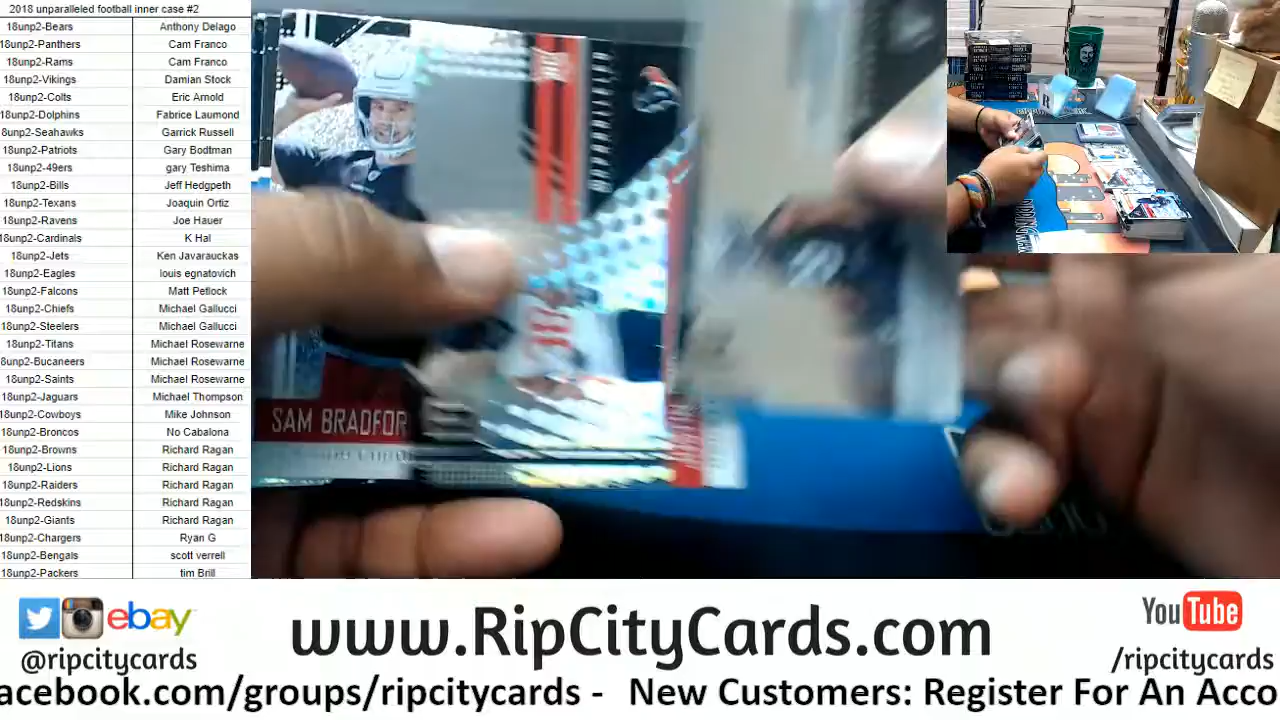 2018 unparalleled football inner case #2
18unp2-Bears Anthony Delago
18unp2-Panthers Cam Franco
18unp2-Rams Cam Franco
18unp2-Vikings Damian Stock
18unp2-Colts Eric Arnold
18unp2-Dolphins Fabrice Laumond
8unp2-Seahawks Garrick Russell
18unp2-Patriots Gary Bodtman
18unp2-49ers gary Teshima
18unp2-Bills Jeff Hedgpeth
18unp2-Texans Joaquin Ortiz
18unp2-Ravens Joe Hauer
18unp2-Cardinals K Hal
18unp2-Jets Ken Javarauckas
18unp2-Eagles louis egnatovich
18unp2-Falcons Matt Petlock
18unp2-Chiefs Michael Gallucci
18unp2-Steelers Michael Gallucci
18unp2-Titans Michael Rosewarne
8unp2-Bucaneers Michael Rosewarne
18unp2-Saints Michael Rosewarne
18unp2-Jaguars Michael Thompson
18unp2-Cowboys Mike Johnson
18unp2-Broncos No Cabalona
18unp2-Browns Richard Ragan
18unp2-Lions Richard Ragan
18unp2-Raiders Richard Ragan
18unp2-Redskins Richard Ragan
18unp2-Giants Richard Ragan
18unp2-Chargers Ryan G
18unp2-Bengals scott verrell
18unp2-Packers tim Brill
SAM BRADFOR
ebay
@ripcitycards
www.RipCityCards.com
YouTube
/ripcitycards
acebook.com/groups/ripcitycards - New Customers: Register For An Acco